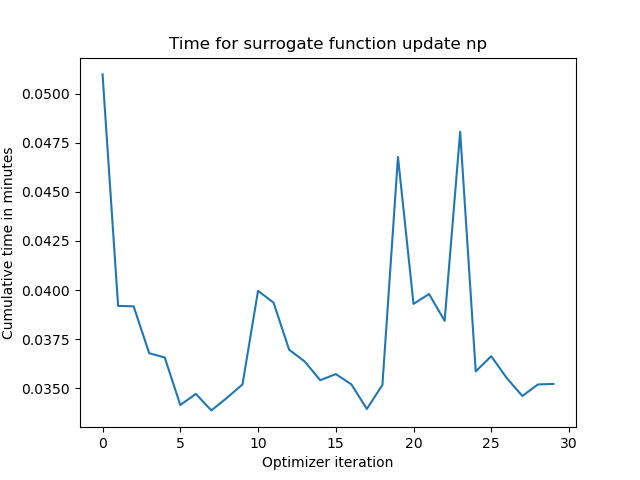 Time for surrogate function update np
Cumulative time in minutes
0.0500
0.0475
0.0450
0.0425
0.0400
0.0375
0.0350
0 5 10 15 20 25 30
Optimizer iteration